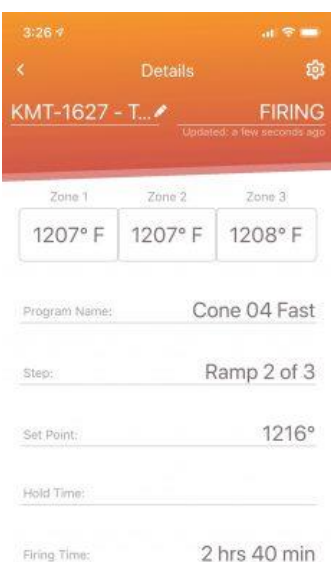 3:26
Details
KMT-1627 - T... FIRING
Updated: a few seconds ago
Zone 1 Zone 2 Zone 3
1207° F 1207° F 1208° F
Program Name: Cone 04 Fast
Step: Ramp 2 of 3
Set Point: 1216°
Hold Time:
Firing Time: 2 hrs 40 min